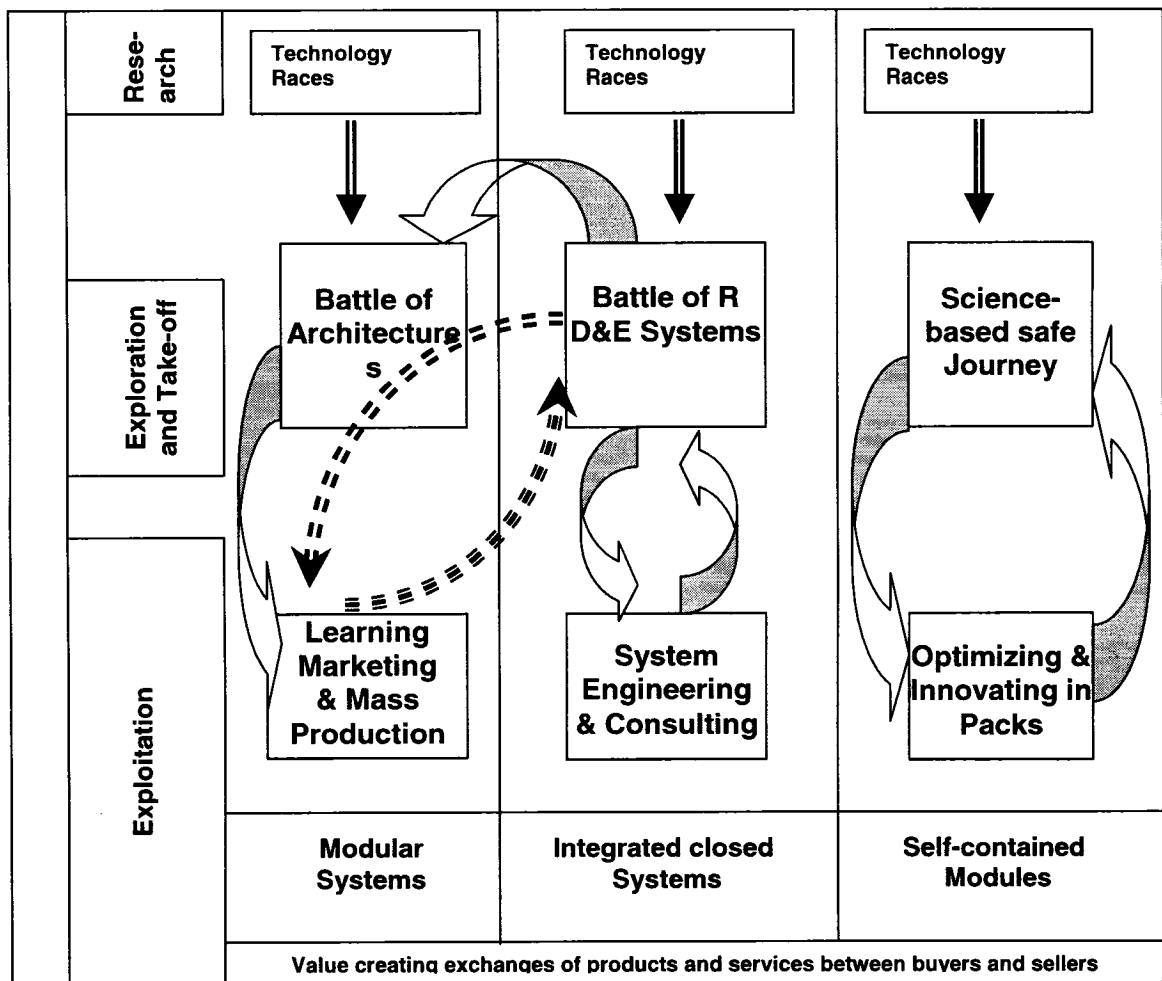 Rese-
arch
Technology
Races
Technology
Races
Technology
Races
Exploration
and Take-off
Battle of
Architecture
s
Battle of R
D&E Systems
Science-
based safe
Journey
Exploitation
Learning
Marketing
& Mass
Production
System
Engineering
& Consulting
Optimizing &
Innovating in
Packs
Modular
Systems
Integrated closed
Systems
Self-contained
Modules
Value creating exchanges of products and services between buyers and sellers